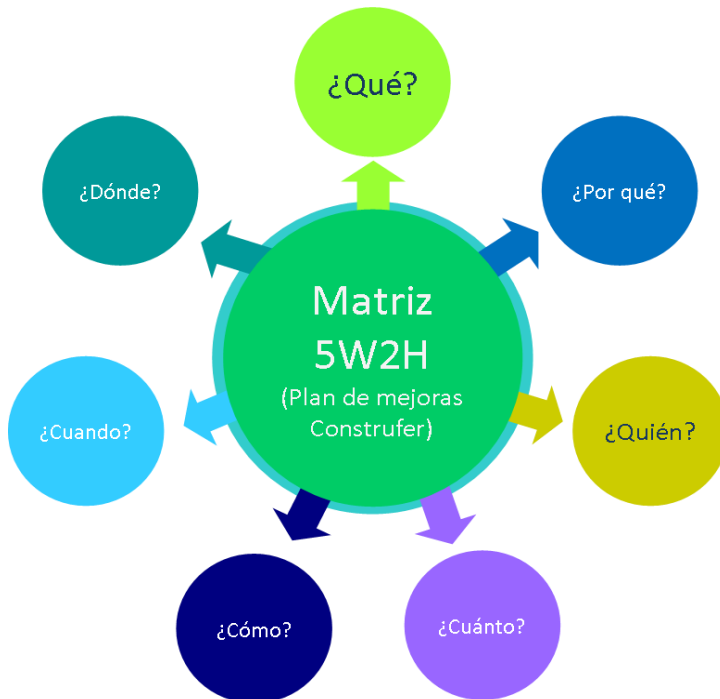 ¿Qué?
¿Dónde?
¿Por qué?
Matriz
5W2H
(Plan de mejoras
Construfer)
¿Cuando?
¿Quién?
¿Cómo?
¿Cuánto?